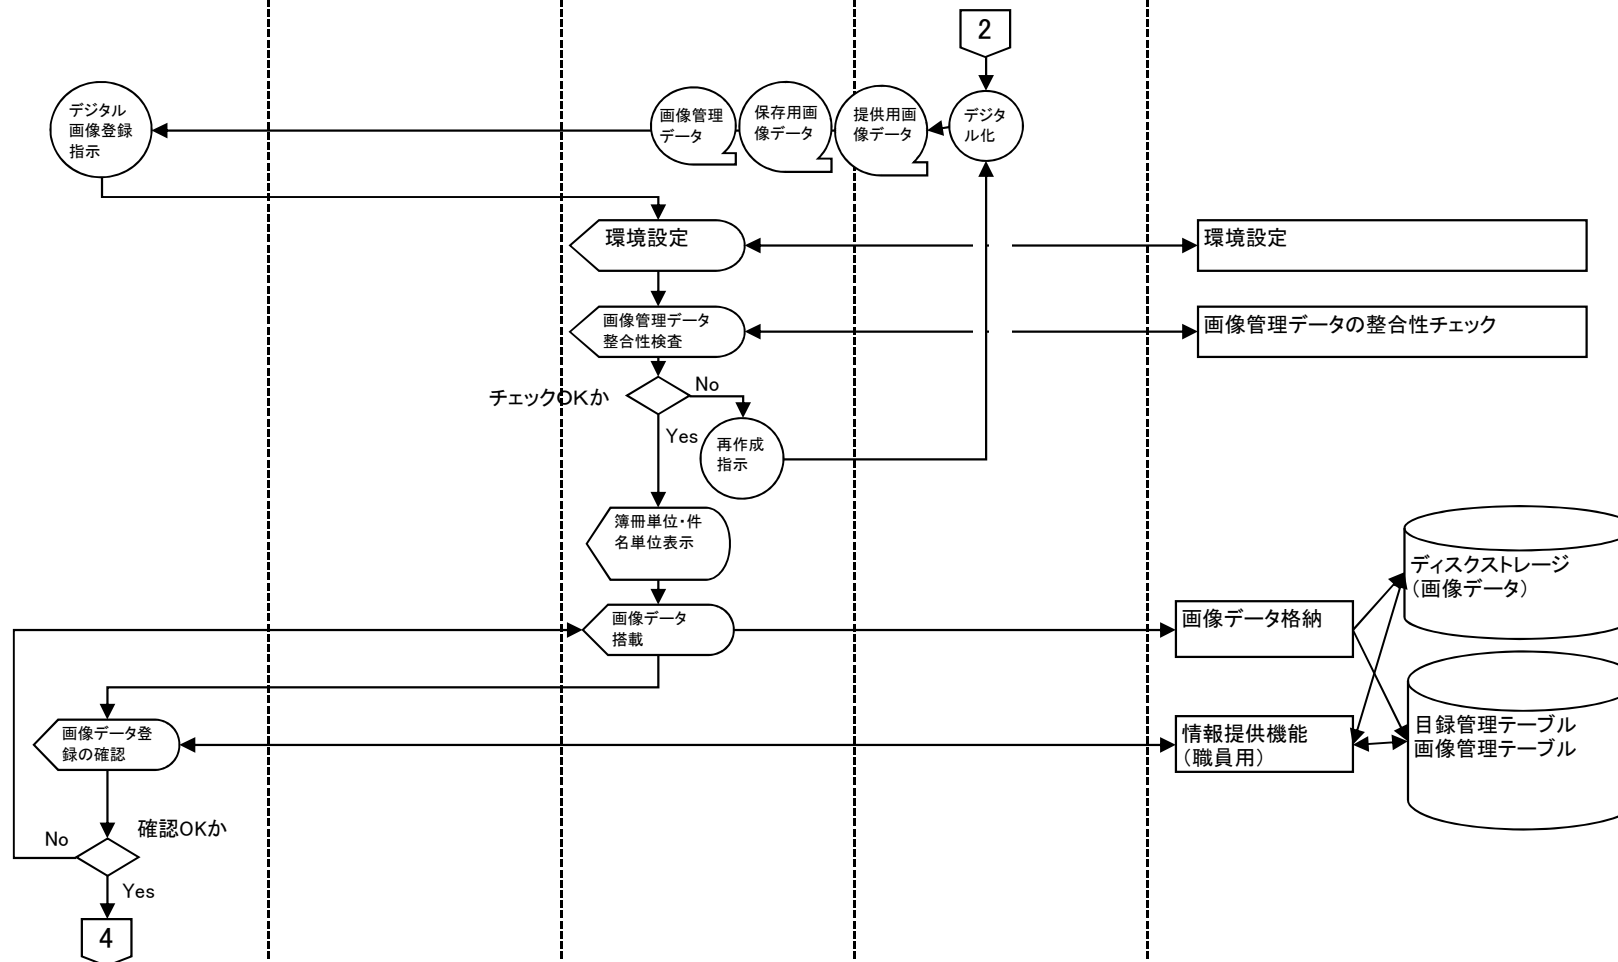 2
デジタル
画像登録
指示
画像管理
データ
保存用画
像データ
提供用画
像データ
デジタ
ル化
環境設定
環境設定
画像管理データ
整合性検査
画像管理データの整合性チェック
チェックOKか
No
Yes
再作成
指示
簿冊単位・件
名単位表示
ディスクストレージ
（画像データ）
画像データ
搭載
画像データ格納
画像データ登
録の確認
情報提供機能
（職員用）
目録管理テーブル
画像管理テーブル
確認OKか
No
Yes
4